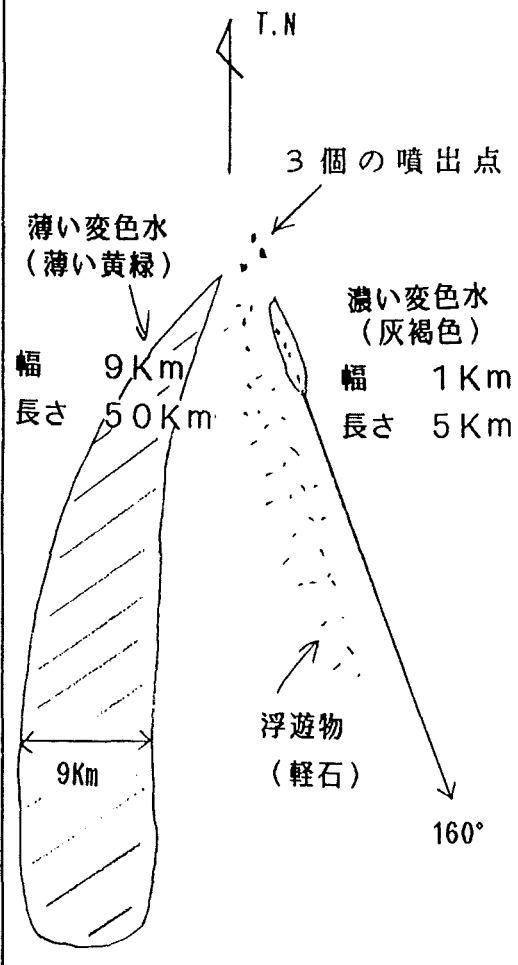 T.N
3個の噴出点
薄い変色水
(薄い黄緑)
幅 9Km
長さ 50Km
濃い変色水
(灰褐色)
幅 1Km
長さ 5Km
浮遊物
(軽石)
9Km
160°